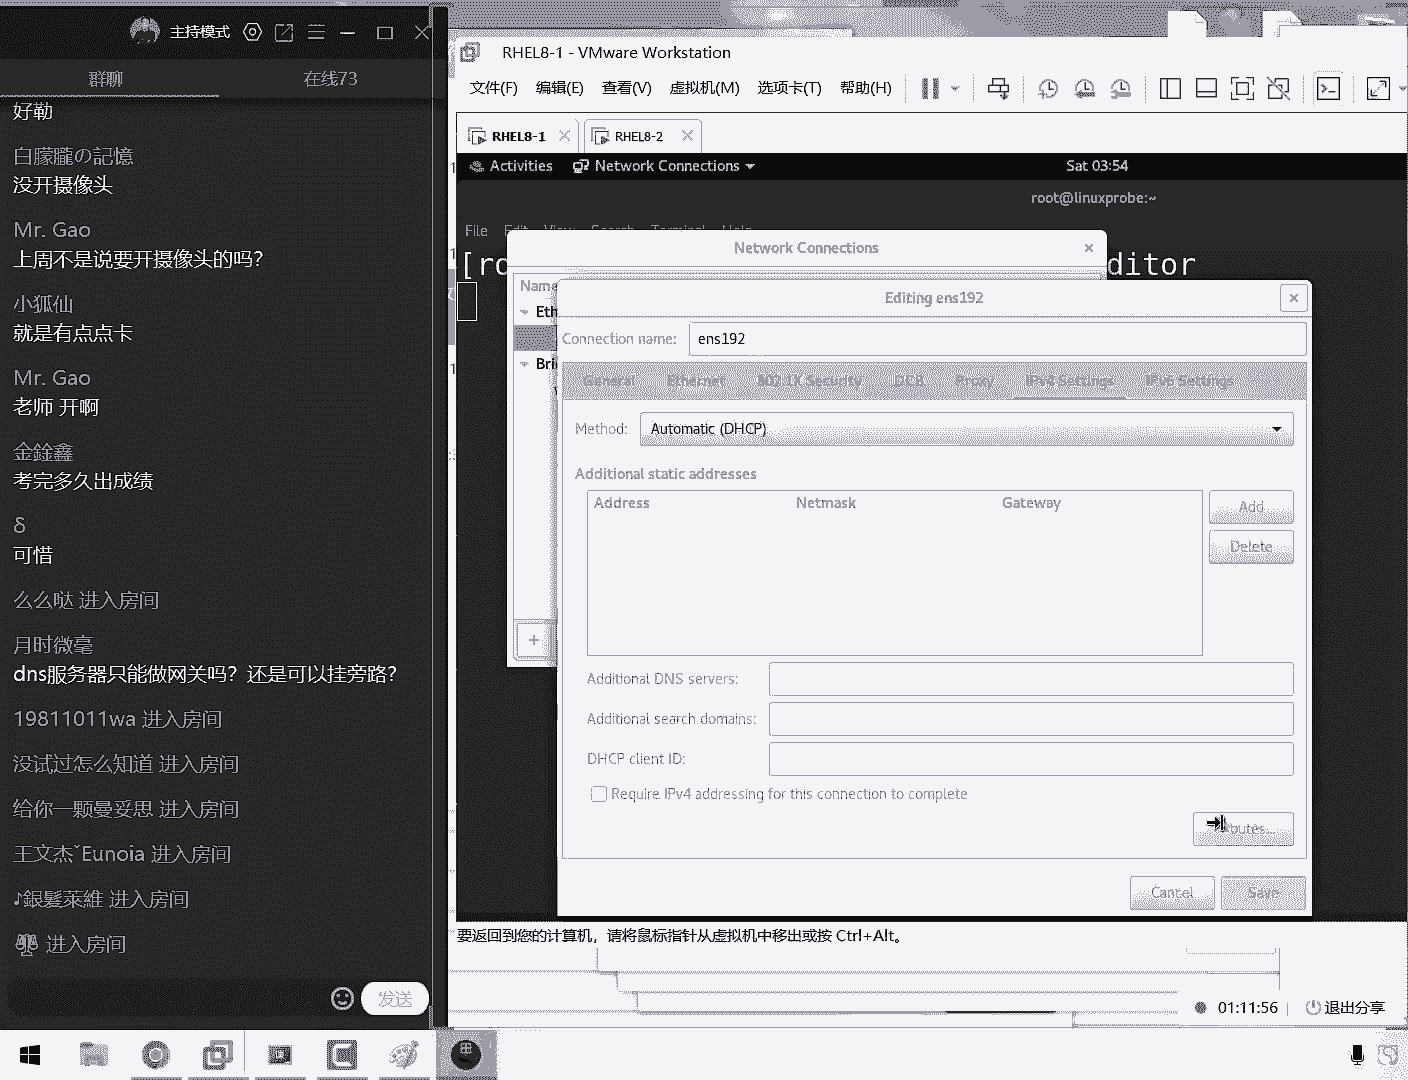 主持模式
群聊
在线73
好勒
白朦朧の記憶
没开摄像头
Mr. Gao
上周不是说要开摄像头的吗？
小狐仙
就是有点点卡
Mr. Gao
老师 开啊
金銓鑫
考完多久出成绩
δ
可惜
么么哒 进入房间
月时微毫
dns服务器只能做网关吗？还是可以挂旁路？
19811011wa 进入房间
没试过怎么知道 进入房间
给你一颗曼妥思 进入房间
王文杰ˇEunoia 进入房间
♪銀髮萊維 进入房间
进入房间
发送
RHEL8-1 - VMware Workstation
文件(F) 编辑(E) 查看(V) 虚拟机(M) 选项卡(T) 帮助(H)
RHEL8-1
RHEL8-2
Activities
Network Connections
Sat 03:54
root@linuxprobe:~
File Edit View Search Terminal Help
Network Connections
ditor
Editing ens192
Connection name: ens192
General Ethernet 802.1X Security DCB Proxy IPv4 Settings IPv6 Settings
Method: Automatic (DHCP)
Additional static addresses
Address Netmask Gateway
Add
Delete
Additional DNS servers:
Additional search domains:
DHCP client ID:
Require IPv4 addressing for this connection to complete
Cancel
Save
要返回到您的计算机，请将鼠标指针从虚拟机中移出或按 Ctrl+Alt。
01:11:56
退出分享